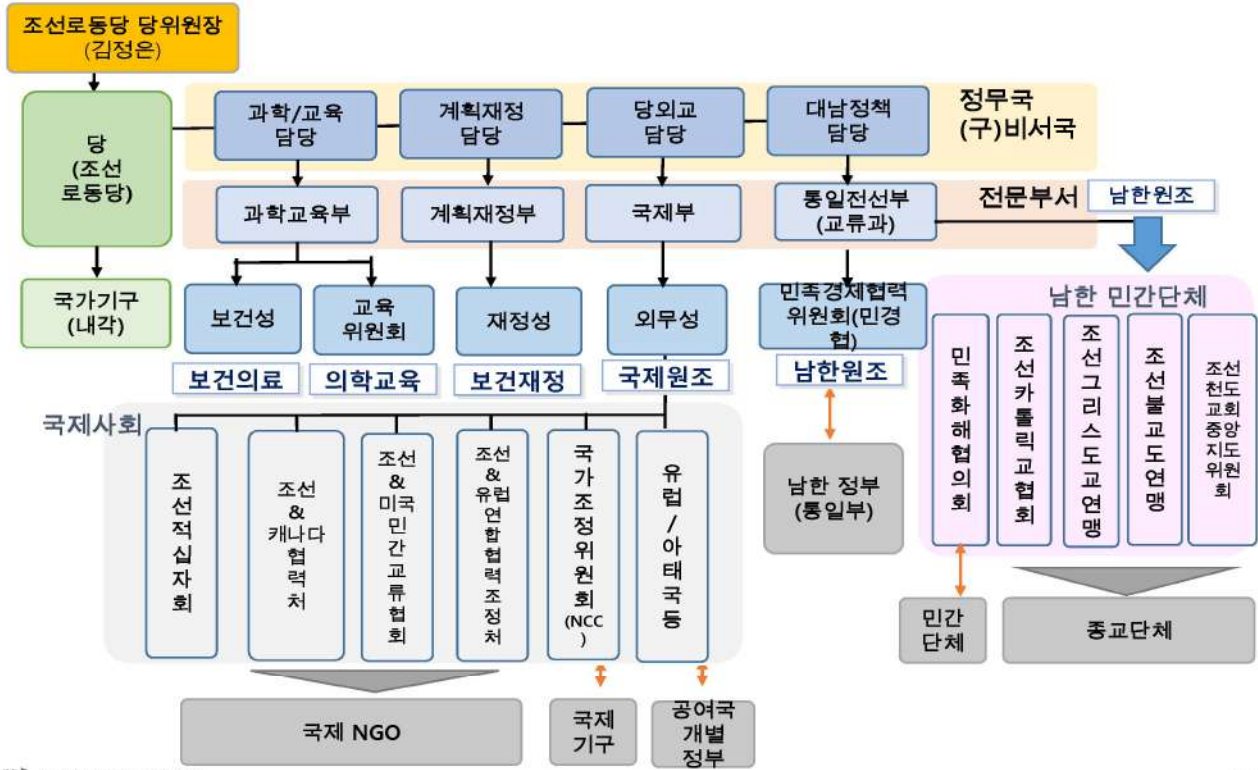 조선로동당 당위원장
(김정은)
당
(조선
로동당)
국가기구
(내각)
과학/교육
담당
계획재정
담당
당외교
담당
대남정책
담당
정무국
(구)비서국
과학교육부
계획재정부
국제부
통일전선부
(교류과)
전문부서
남한원조
보건성
교육
위원회
재정성
외무성
민족경제협력
위원회(민경
협)
보건의료
의학교육
보건재정
국제원조
남한원조
남한 정부
(통일부)
남한 민간단체
민족화해협의회
조선카톨릭교협회
조선그리스도교연맹
조선불교도연맹
조선
천도
교회
중앙
지도
위원
회
민간
단체
종교단체
국제사회
조선적십자회
조선
&
캐나다
협
력
처
조선
&
미국
민
간
교
류
협
회
조선
&
유럽
연
합
협
력
조
정
처
국가조정위원회
(NCC
)
유럽/아태국등
국제 NGO
국제
기구
공여국
개별
정부